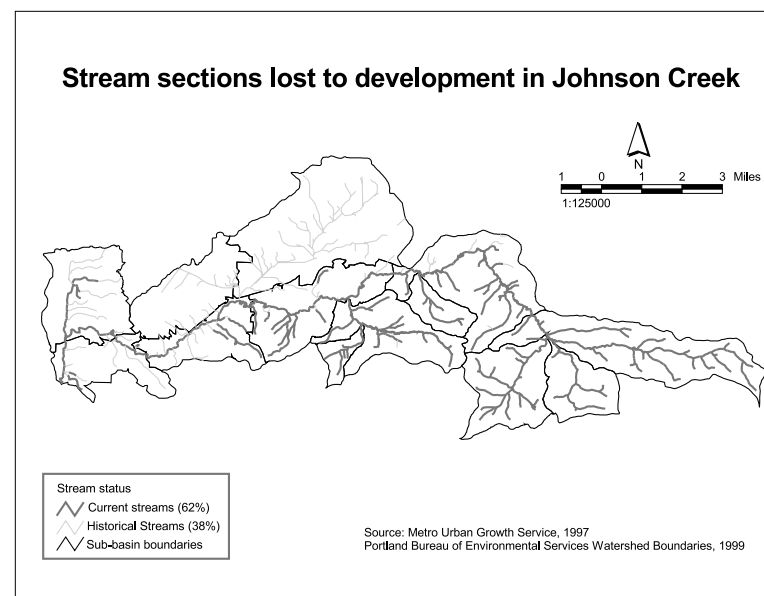 Stream sections lost to development in Johnson Creek
N
1 0 1 2 3 Miles
1:125000
Stream status
Current streams (62%)
Historical Streams (38%)
Sub-basin boundaries
Source: Metro Urban Growth Service, 1997
Portland Bureau of Environmental Services Watershed Boundaries, 1999